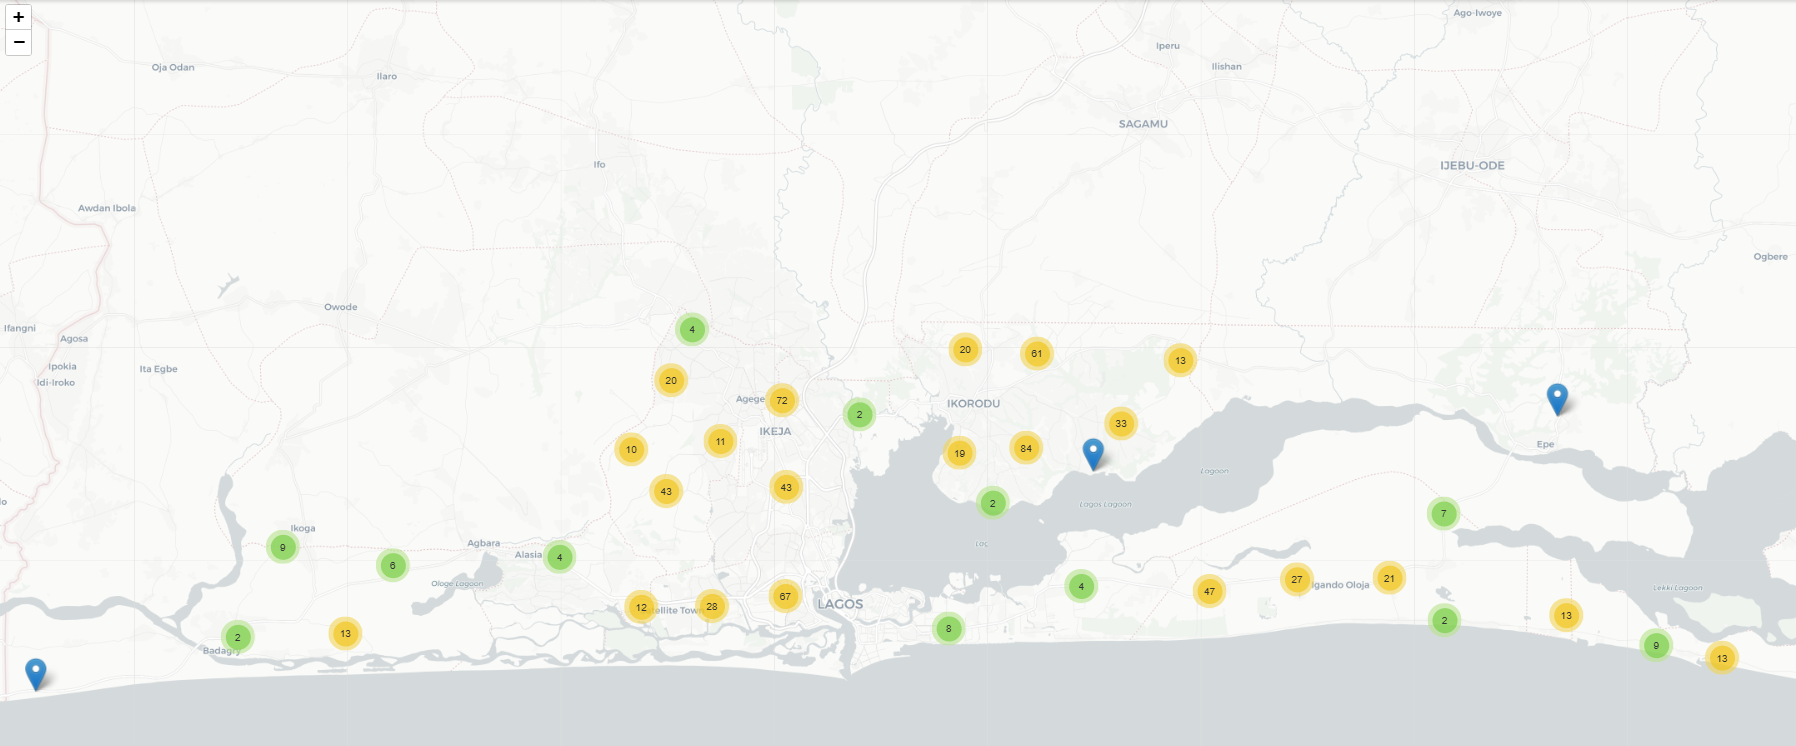 +
Ago-Iwoye
−
Iperu
Oja Odan
Ilaro
Ilishan
SAGAMU
Ifo
IJEBU-ODE
Awdan Ibola
Ogbere
Owode
Ifangni
4
Agosa
20
61
13
Ipokia
Ita Egbe
Idi-Iroko
20
Agege
72
IKORODU
2
33
IKEJA
11
Epe
10
19
84
Lagoon
43
43
2
Lagos Lagoon
7
Ikoga
9
Agbara
Lag
Alasia
4
6
Ologe Lagoon
4
27
Igando Oloja
21
47
Lekki Lagoon
12
tellite Tow
28
67
LAGOS
13
2
2
13
8
Badagry
9
13